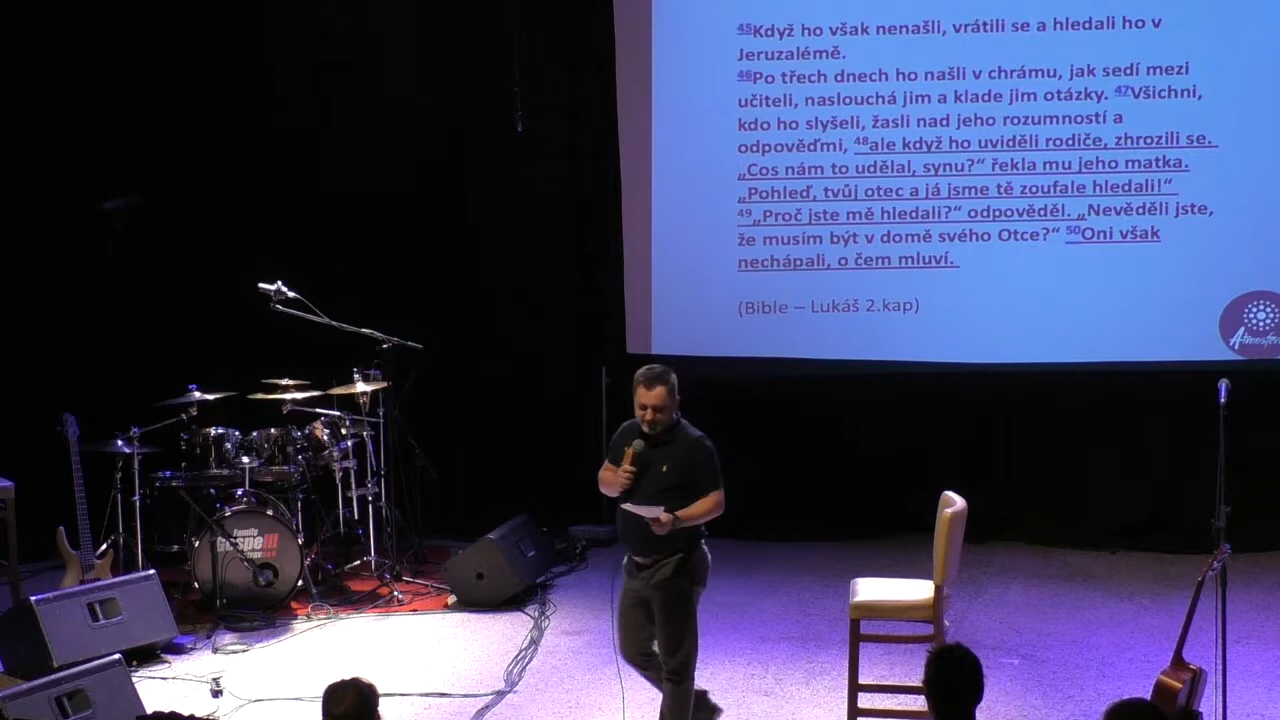 45Když ho však nenašli, vrátili se a hledali ho v
Jeruzalémě.
46Po třech dnech ho našli v chrámu, jak sedí mezi
učiteli, naslouchá jim a klade jim otázky. 47Všichni,
kdo ho slyšeli, žasli nad jeho rozumností a
odpověďmi, 48ale když ho uviděli rodiče, zhrozili se.
„Cos nám to udělal, synu?“ řekla mu jeho matka.
„Pohleď, tvůj otec a já jsme tě zoufale hledali!“
49„Proč jste mě hledali?“ odpověděl. „Nevěděli jste,
že musím být v domě svého Otce?“ 50Oni však
nechápali, o čem mluví.
(Bible – Lukáš 2.kap)
Family
Gospel